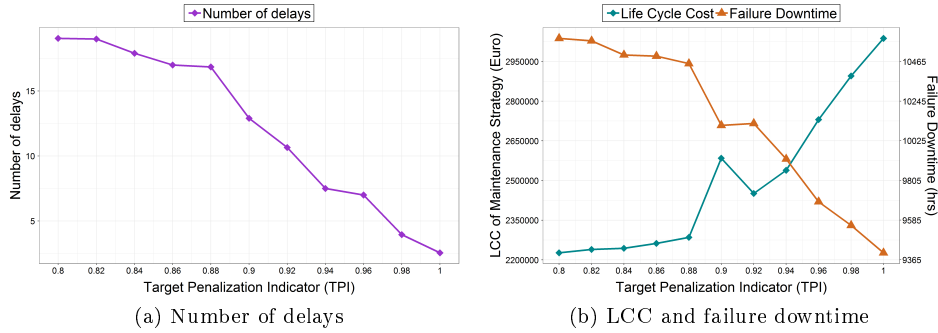 Number of delays
Number of delays
15
10
5
0.8 0.82 0.84 0.86 0.88 0.9 0.92 0.94 0.96 0.98 1
Target Penalization Indicator (TPI)
(a) Number of delays
Life Cycle Cost Failure Downtime
LCC of Maintenance Strategy (Euro)
2950000
2800000
2650000
2500000
2350000
2200000
10465
10245
10025
9805
9585
9365
Failure Downtime (hrs)
0.8 0.82 0.84 0.86 0.88 0.9 0.92 0.94 0.96 0.98 1
Target Penalization Indicator (TPI)
(b) LCC and failure downtime